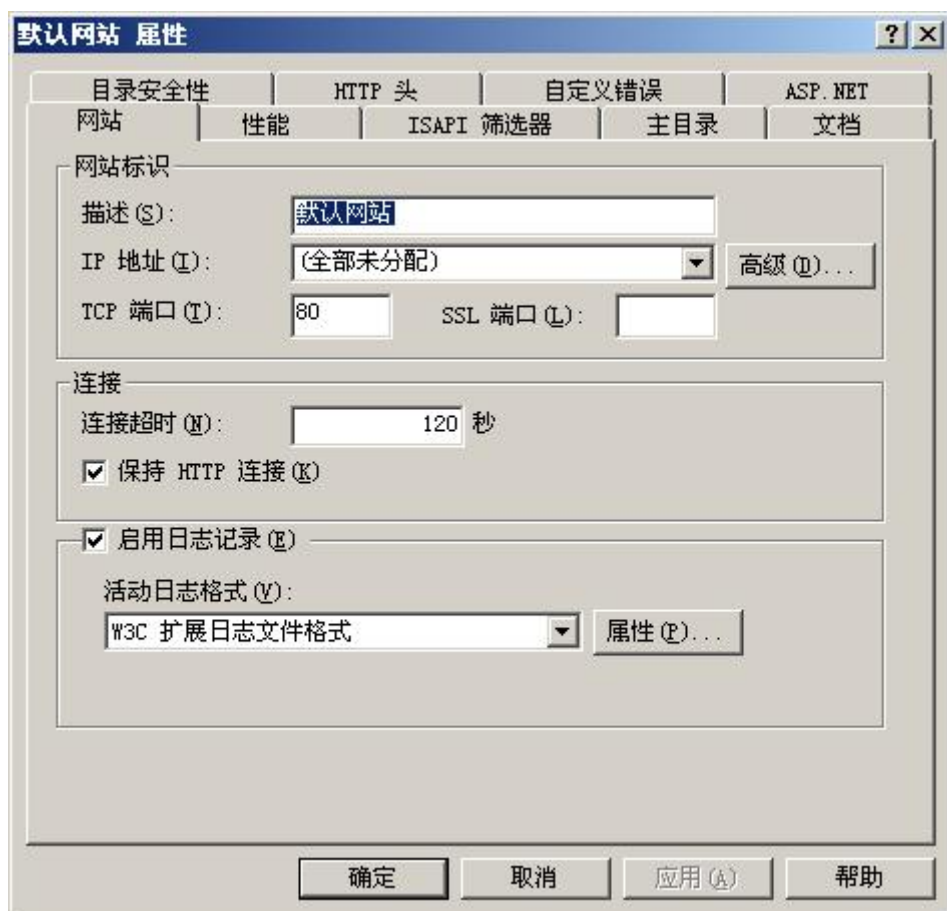 默认网站 属性
目录安全性 HTTP 头 自定义错误 ASP.NET
网站 性能 ISAPI 筛选器 主目录 文档
网站标识
描述(S): 默认网站
IP 地址(I): (全部未分配) 高级(D)...
TCP 端口(T): 80 SSL 端口(L):
连接
连接超时(N): 120 秒
保持 HTTP 连接(K)
启用日志记录(E)
活动日志格式(V):
W3C 扩展日志文件格式 属性(P)...
确定 取消 应用(A) 帮助